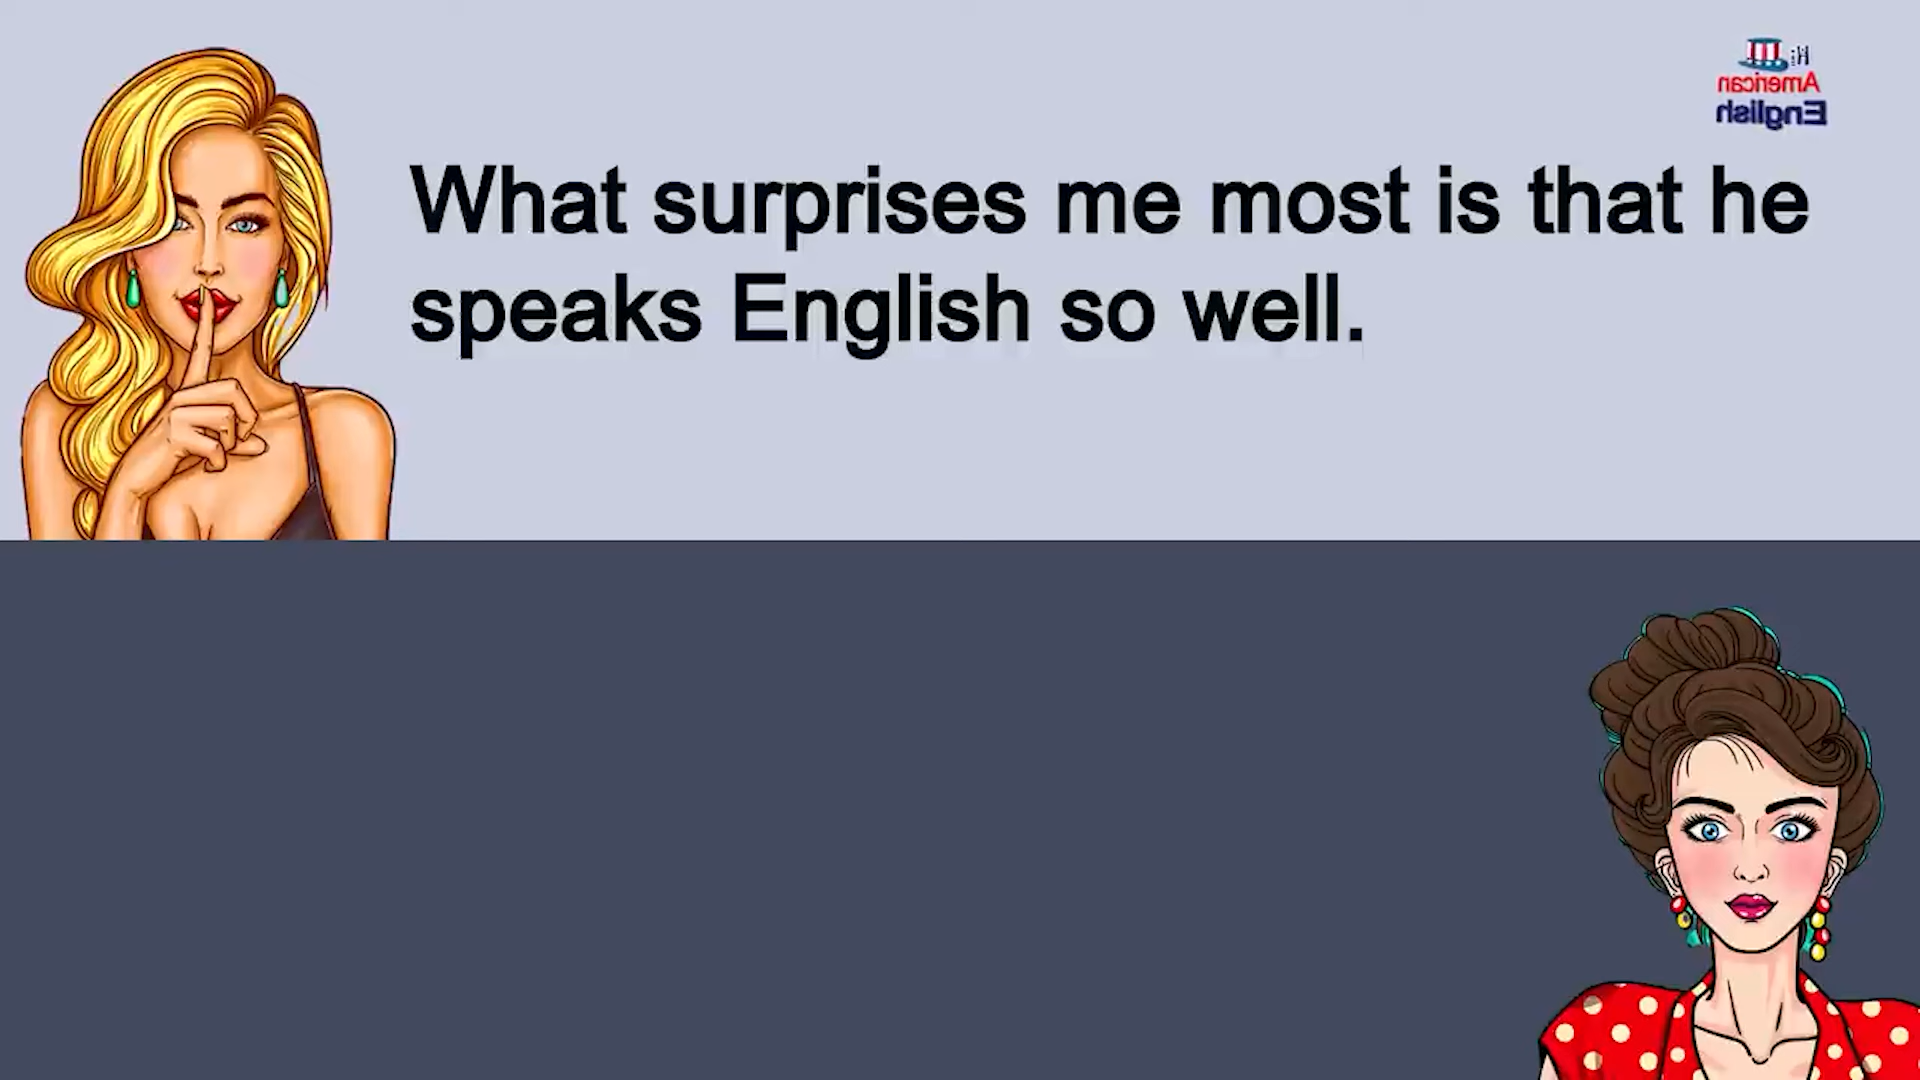 Hi
American
English
What surprises me most is that he
speaks English so well.